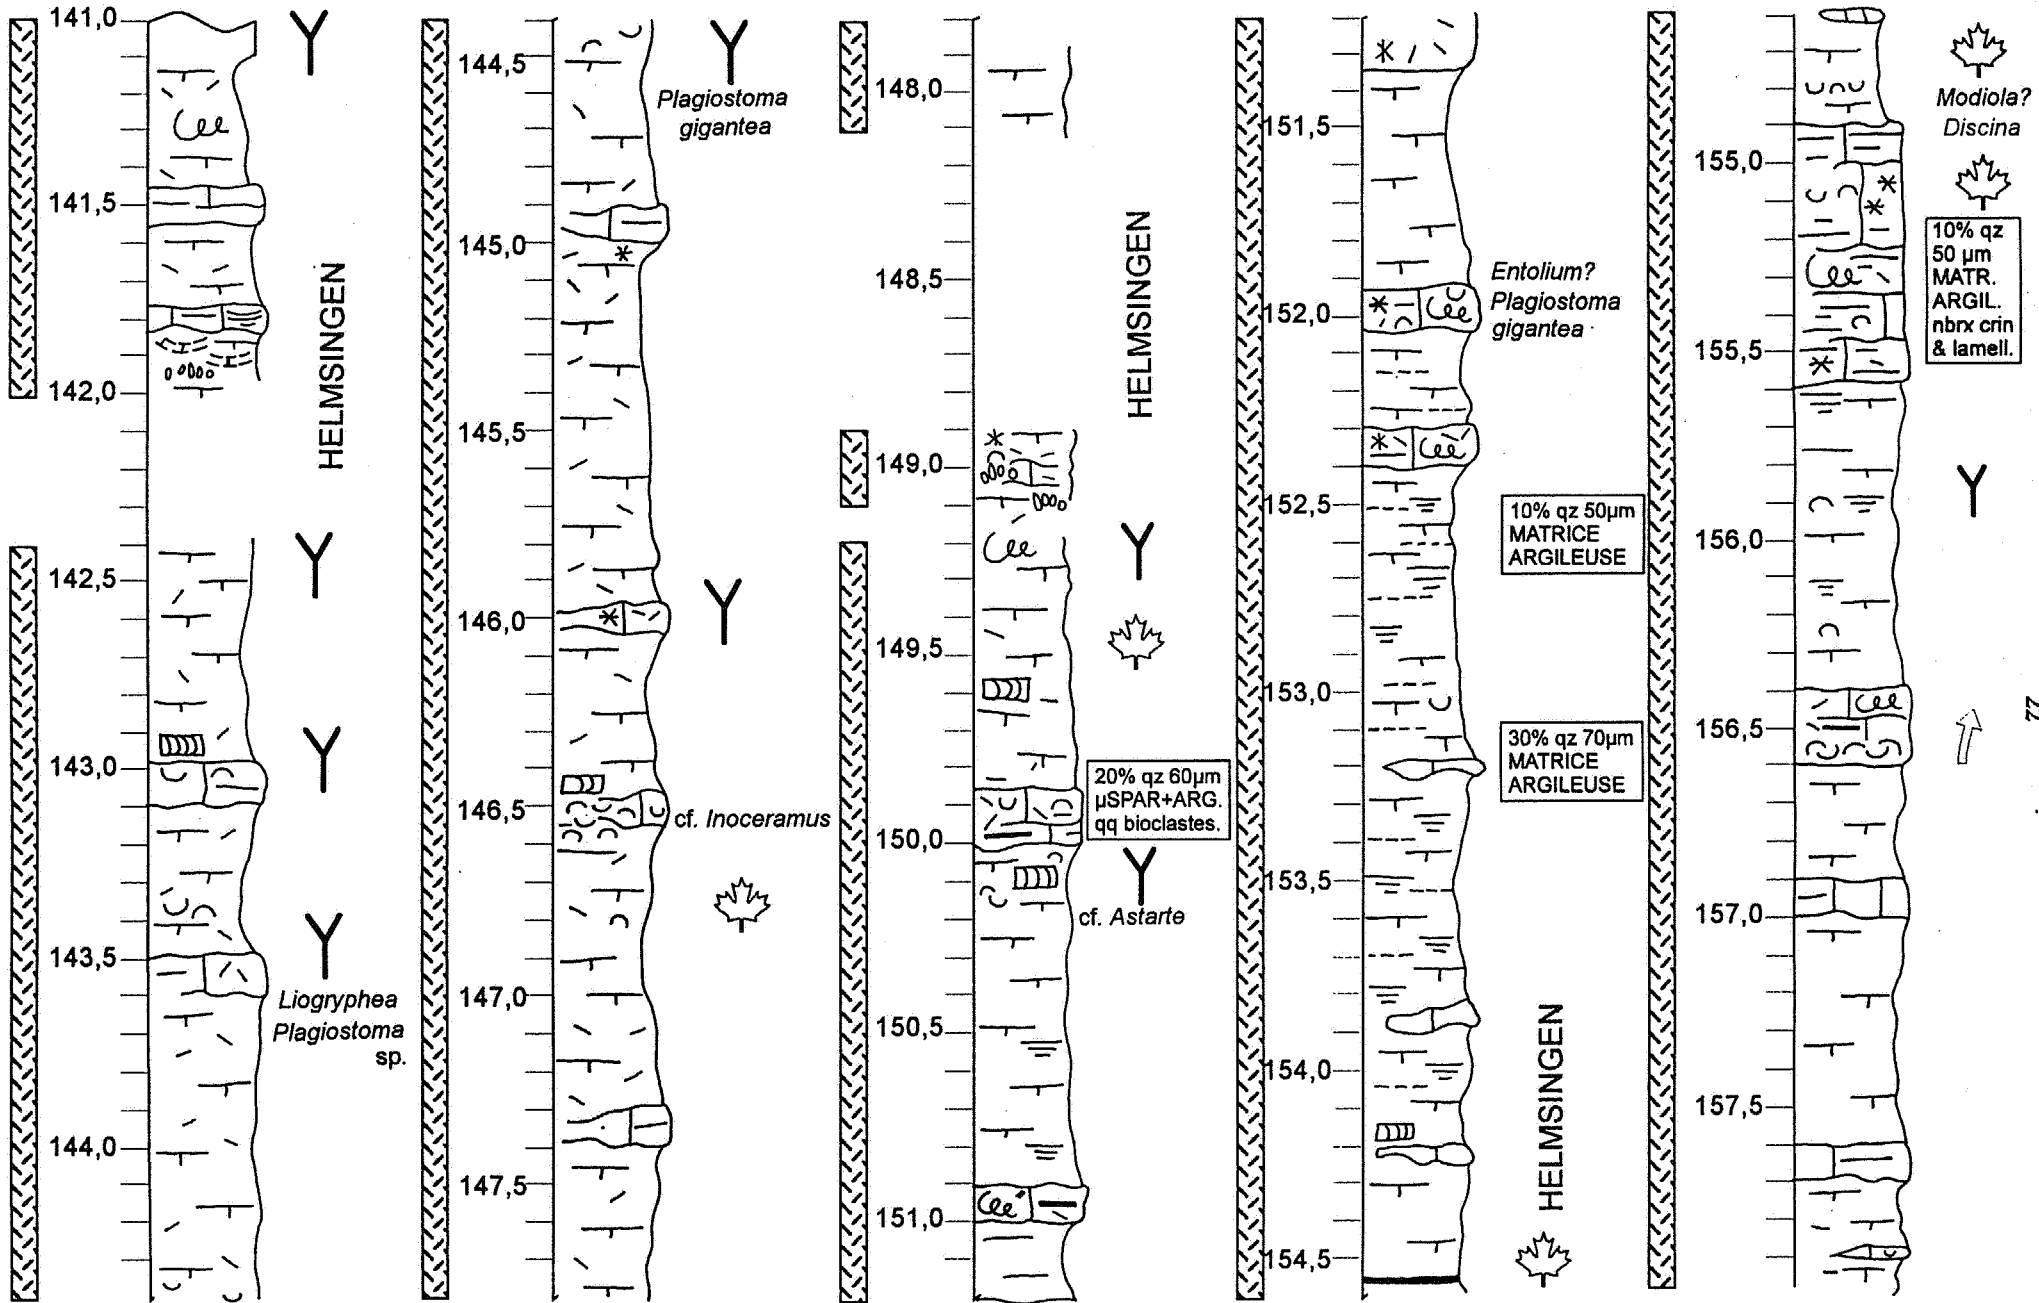 141,0
141,5
142,0
142,5
143,0
143,5
144,0
HELMSINGEN
Liogryphea
Plagiostoma
sp.
144,5
145,0
145,5
146,0
146,5
147,0
147,5
Plagiostoma
gigantea
cf. Inoceramus
148,0
148,5
149,0
149,5
150,0
150,5
151,0
HELMSINGEN
20% qz 60µm
µSPAR+ARG.
qq bioclastes.
cf. Astarte
151,5
152,0
152,5
153,0
153,5
154,0
154,5
Entolium?
Plagiostoma
gigantea
10% qz 50µm
MATRICE
ARGILEUSE
30% qz 70µm
MATRICE
ARGILEUSE
HELMSINGEN
155,0
155,5
156,0
156,5
157,0
157,5
Modiola?
Discina
10% qz
50 µm
MATR.
ARGIL.
nbrx crin
& lamell.
22